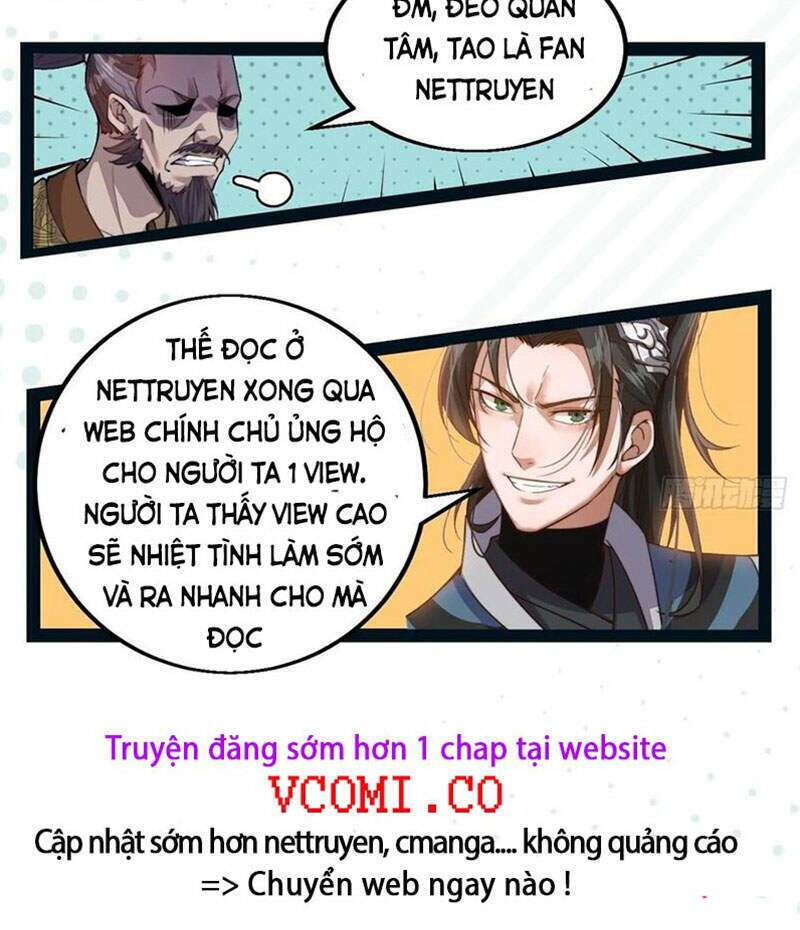 ĐM, ĐÉO QUAN
TÂM, TAO LÀ FAN
NETTRUYEN
THẾ ĐỌC Ở
NETTRUYEN XONG QUA
WEB CHÍNH CHỦ ỦNG HỘ
CHO NGƯỜI TA 1 VIEW.
NGƯỜI TA THẤY VIEW CAO
SẼ NHIỆT TÌNH LÀM SỚM
VÀ RA NHANH CHO MÀ
ĐỌC
Truyện đăng sớm hơn 1 chap tại website
VCOMI.CO
Cập nhật sớm hơn nettruyen, cmanga.... không quảng cáo
=> Chuyển web ngay nào !